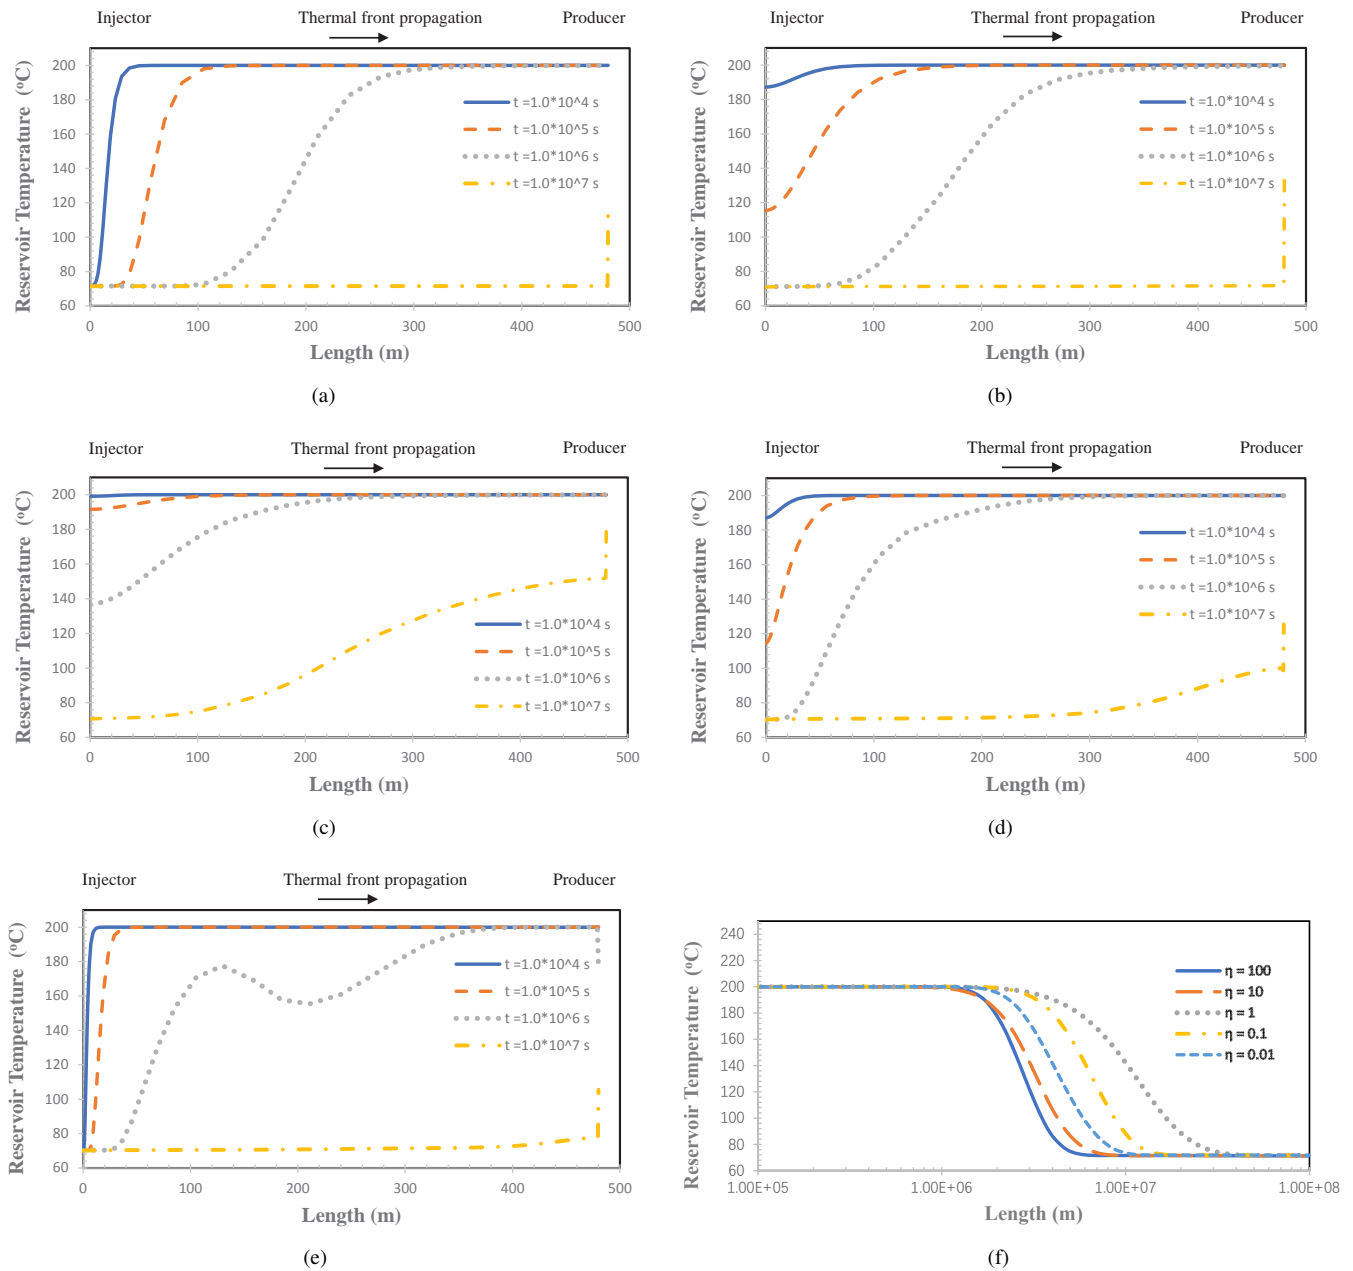 Injector Thermal front propagation Producer
Reservoir Temperature (ºC)
200
180
160
140
120
100
80
60
0 100 200 300 400 500
t =1.0*10^4 s
t =1.0*10^5 s
t =1.0*10^6 s
t =1.0*10^7 s
Length (m)
(a)
Injector Thermal front propagation Producer
Reservoir Temperature (ºC)
200
180
160
140
120
100
80
60
0 100 200 300 400 500
t =1.0*10^4 s
t =1.0*10^5 s
t =1.0*10^6 s
t =1.0*10^7 s
Length (m)
(b)
Injector Thermal front propagation Producer
Reservoir Temperature (ºC)
200
180
160
140
120
100
80
60
0 100 200 300 400 500
t =1.0*10^4 s
t =1.0*10^5 s
t =1.0*10^6 s
t =1.0*10^7 s
Length (m)
(c)
Injector Thermal front propagation Producer
Reservoir Temperature (ºC)
200
180
160
140
120
100
80
60
0 100 200 300 400 500
t =1.0*10^4 s
t =1.0*10^5 s
t =1.0*10^6 s
t =1.0*10^7 s
Length (m)
(d)
Injector Thermal front propagation Producer
Reservoir Temperature (ºC)
200
180
160
140
120
100
80
60
0 100 200 300 400 500
t =1.0*10^4 s
t =1.0*10^5 s
t =1.0*10^6 s
t =1.0*10^7 s
Length (m)
(e)
Reservoir Temperature (ºC)
240
220
200
180
160
140
120
100
80
60
1.00E+05 1.00E+06 1.00E+07 1.00E+08
η = 100
η = 10
η = 1
η = 0.1
η = 0.01
Length (m)
(f)